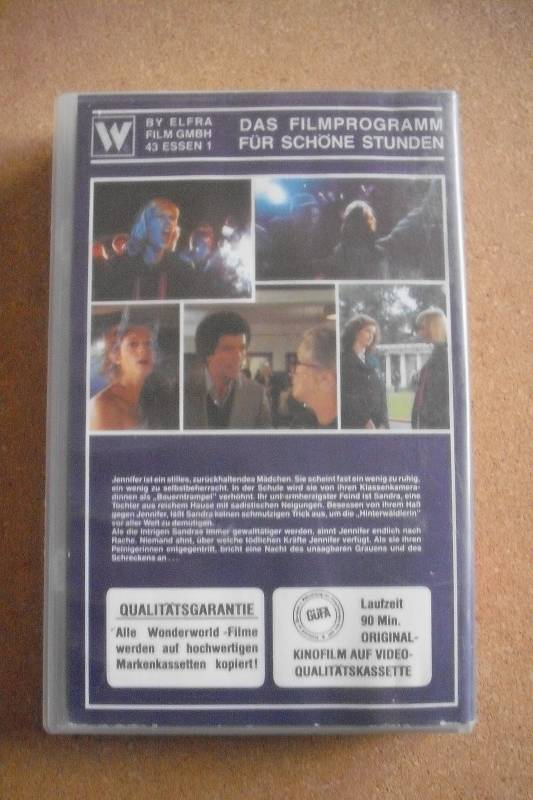 W
BY ELFRA
FILM GMBH
43 ESSEN 1
DAS FILMPROGRAMM
FÜR SCHÖNE STUNDEN
Jennifer ist ein stilles, zurückhaltendes Mädchen. Sie scheint fast ein wenig zu ruhig,
ein wenig zu selbstbeherrscht. In der Schule wird sie von ihren Klassenkamera-
dinnen als „Bauerntrampel" verhöhnt. Ihr unbarmherzigster Feind ist Sandra, eine
Tochter aus reichem Hause mit sadistischen Neigungen. Besessen von ihrem Haß
gegen Jennifer, läßt Sandra keinen schmutzigen Trick aus, um die „Hinterwäldlerin"
vor aller Welt zu demütigen.
Als die Intrigen Sandras immer gewalttätiger werden, sinnt Jennifer endlich nach
Rache. Niemand ahnt, über welche tödlichen Kräfte Jennifer verfügt. Als sie ihren
Peinigerinnen entgegentritt, bricht eine Nacht des unsagbaren Grauens und des
Schreckens an . . .
QUALITÄTSGARANTIE
Alle Wonderworld-Filme
werden auf hochwertigen
Markenkassetten kopiert!
GÜFA
Laufzeit
90 Min.
ORIGINAL-
KINOFILM AUF VIDEO-
QUALITÄTSKASSETTE